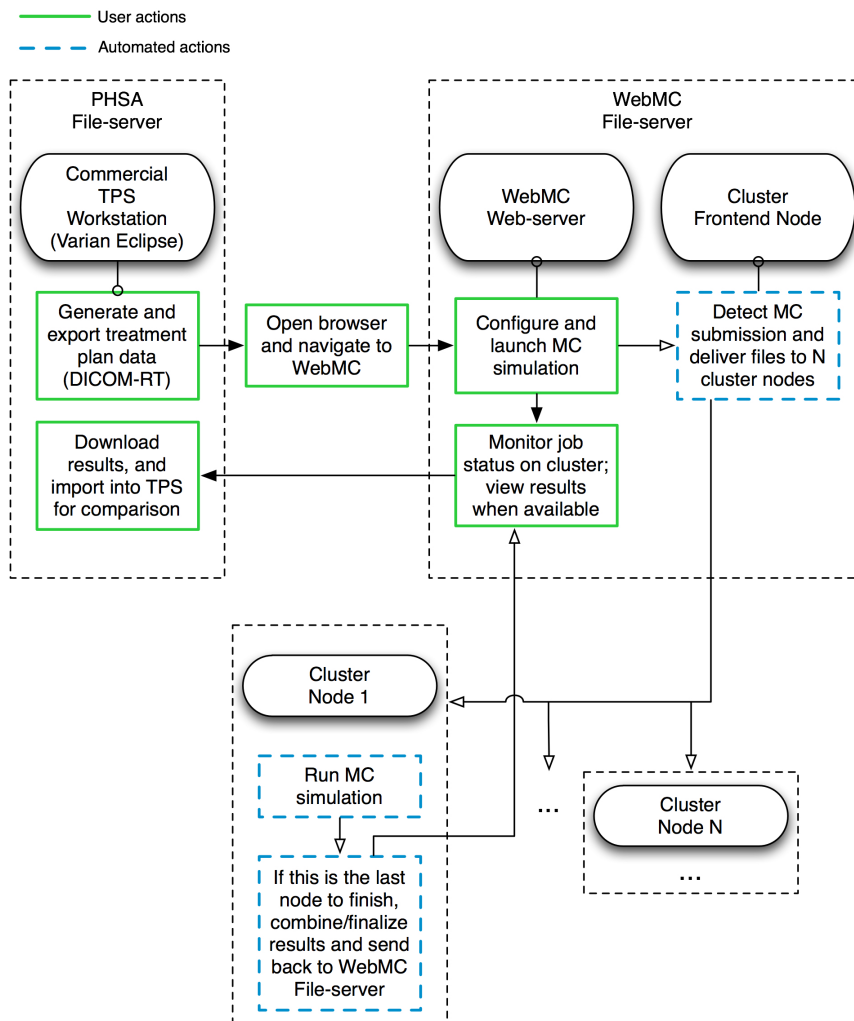 User actions
Automated actions
PHSA
File-server
WebMC
File-server
Commercial
TPS
Workstation
(Varian Eclipse)
WebMC
Web-server
Cluster
Frontend Node
Generate and
export treatment
plan data
(DICOM-RT)
Open browser
and navigate to
WebMC
Configure and
launch MC
simulation
Detect MC
submission and
deliver files to N
cluster nodes
Download
results, and
import into TPS
for comparison
Monitor job
status on cluster;
view results
when available
Cluster
Node 1
Run MC
simulation
...
Cluster
Node N
...
If this is the last
node to finish,
combine/finalize
results and send
back to WebMC
File-server